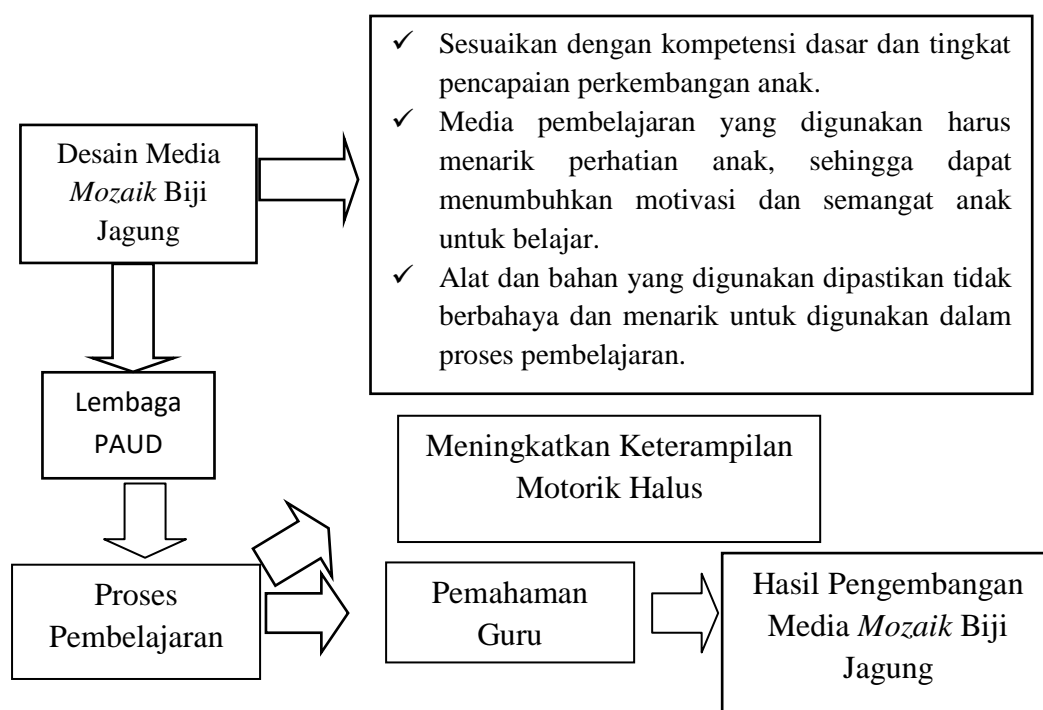 ✓ Sesuaikan dengan kompetensi dasar dan tingkat
pencapaian perkembangan anak.
✓ Media pembelajaran yang digunakan harus
menarik perhatian anak, sehingga dapat
menumbuhkan motivasi dan semangat anak
untuk belajar.
✓ Alat dan bahan yang digunakan dipastikan tidak
berbahaya dan menarik untuk digunakan dalam
proses pembelajaran.
Desain Media
Mozaik Biji
Jagung
Lembaga
PAUD
Meningkatkan Keterampilan
Motorik Halus
Proses
Pembelajaran
Pemahaman
Guru
Hasil Pengembangan
Media Mozaik Biji
Jagung